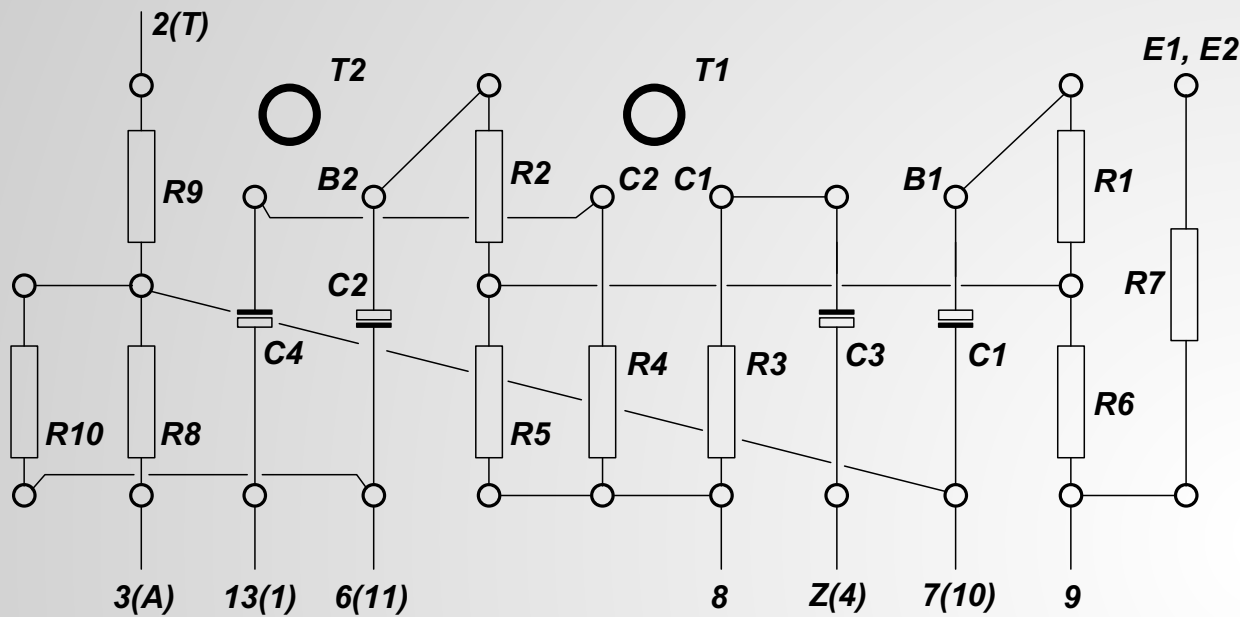 2(T)
T2
T1
E1, E2
R9
B2
R2
C2
C1
B1
R1
C2
R7
C4
R4
R3
C3
C1
R10
R8
R5
R6
3(A)
13(1)
6(11)
8
Z(4)
7(10)
9